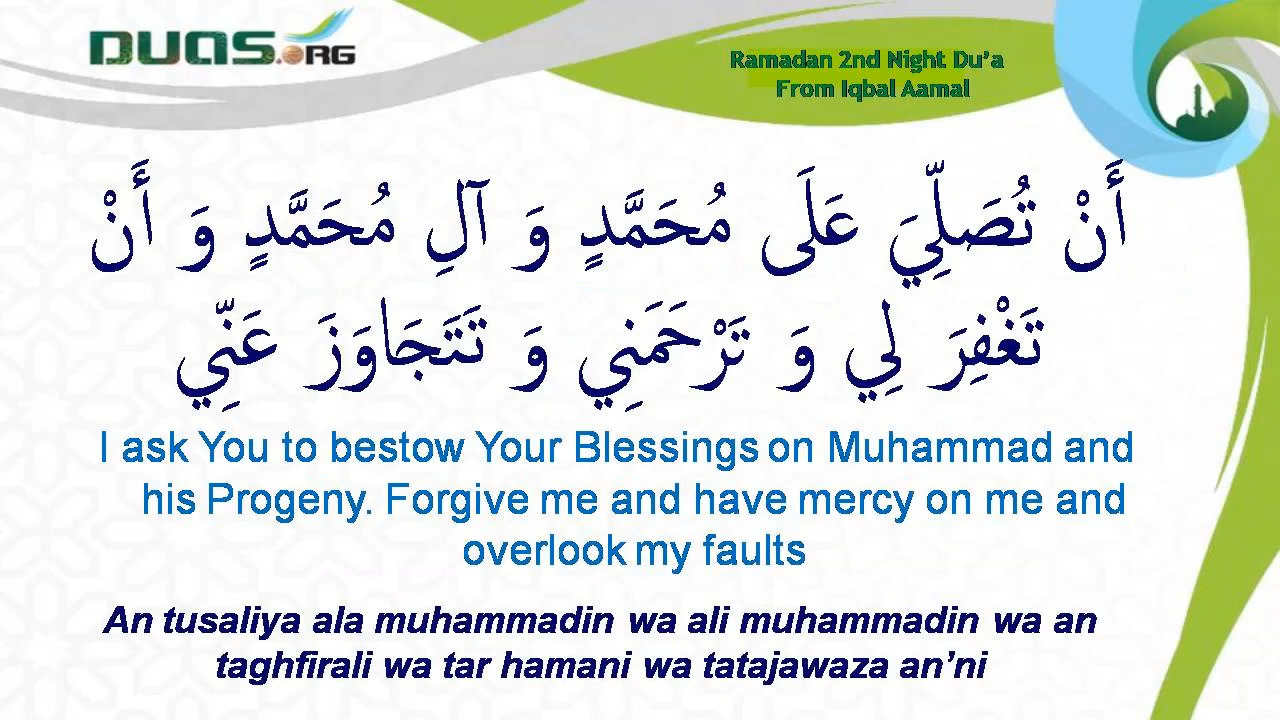 DUAS.ORG
Ramadan 2nd Night Du’a
From Iqbal Aamal
أَنْ تُصَلِّيَ عَلَى مُحَمَّدٍ وَ آلِ مُحَمَّدٍ وَ أَنْ
تَغْفِرَ لِي وَ تَرْحَمَنِي وَ تَتَجَاوَزَ عَنِّي
I ask You to bestow Your Blessings on Muhammad and
his Progeny. Forgive me and have mercy on me and
overlook my faults
An tusaliya ala muhammadin wa ali muhammadin wa an
taghfirali wa tar hamani wa tatajawaza an’ni